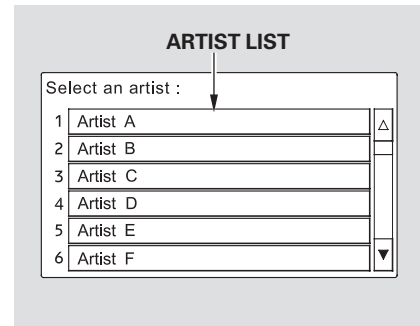 ARTIST LIST
Select an artist :
1 Artist A
2 Artist B
3 Artist C
4 Artist D
5 Artist E
6 Artist F